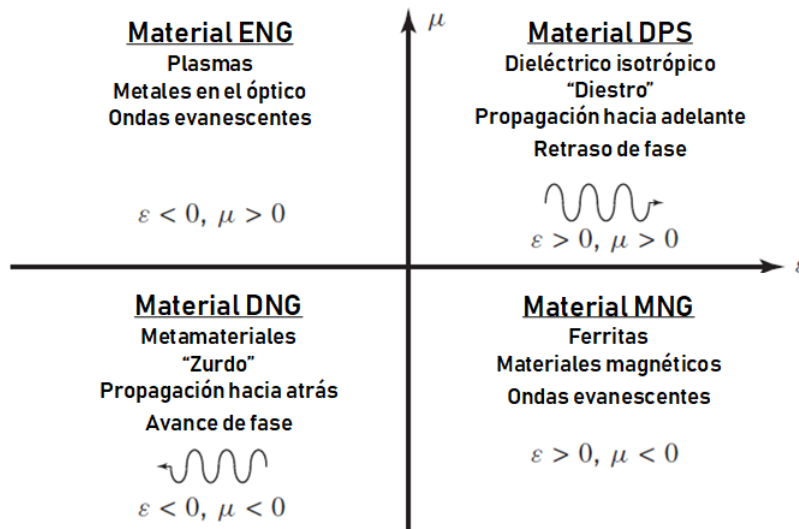 μ
Material ENG
Plasmas
Metales en el óptico
Ondas evanescentes
ε < 0, μ > 0
Material DPS
Dieléctrico isotrópico
“Diestro”
Propagación hacia adelante
Retraso de fase
ε > 0, μ > 0
ε
Material DNG
Metamateriales
“Zurdo”
Propagación hacia atrás
Avance de fase
ε < 0, μ < 0
Material MNG
Ferritas
Materiales magnéticos
Ondas evanescentes
ε > 0, μ < 0